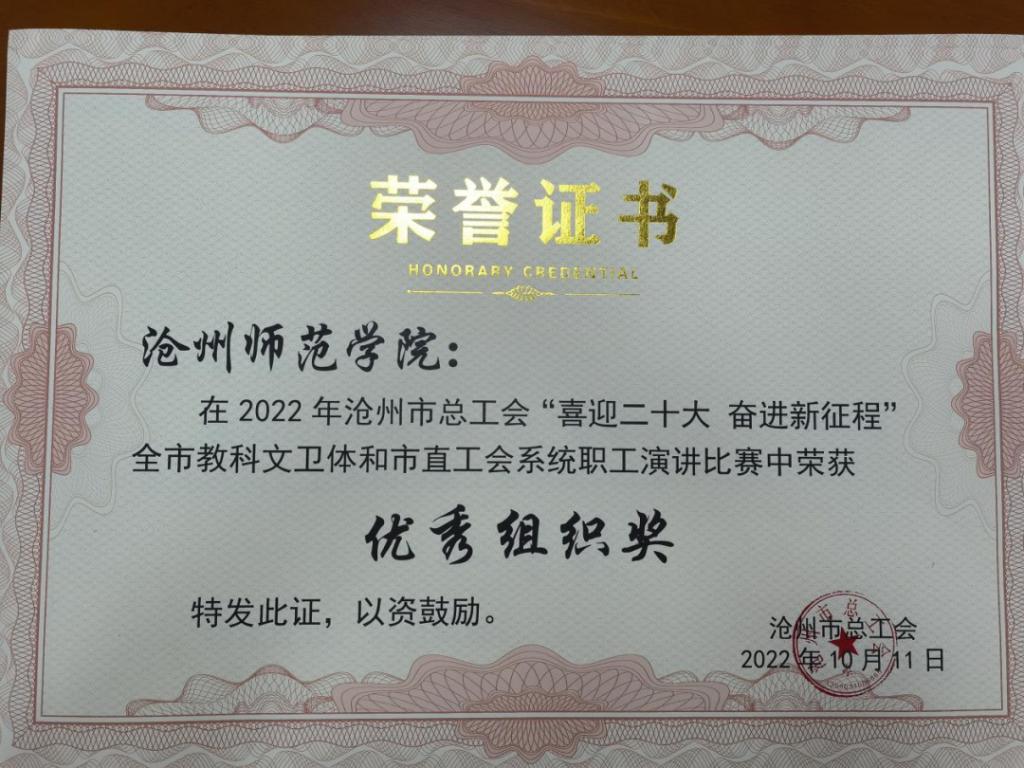 荣誉证书
HONORARY CREDENTIAL
沧州师范学院：
在 2022 年沧州市总工会“喜迎二十大 奋进新征程”
全市教科文卫体和市直工会系统职工演讲比赛中荣获
优秀组织奖
特发此证，以资鼓励。
沧州市总工会
2022 年 10 月 11 日